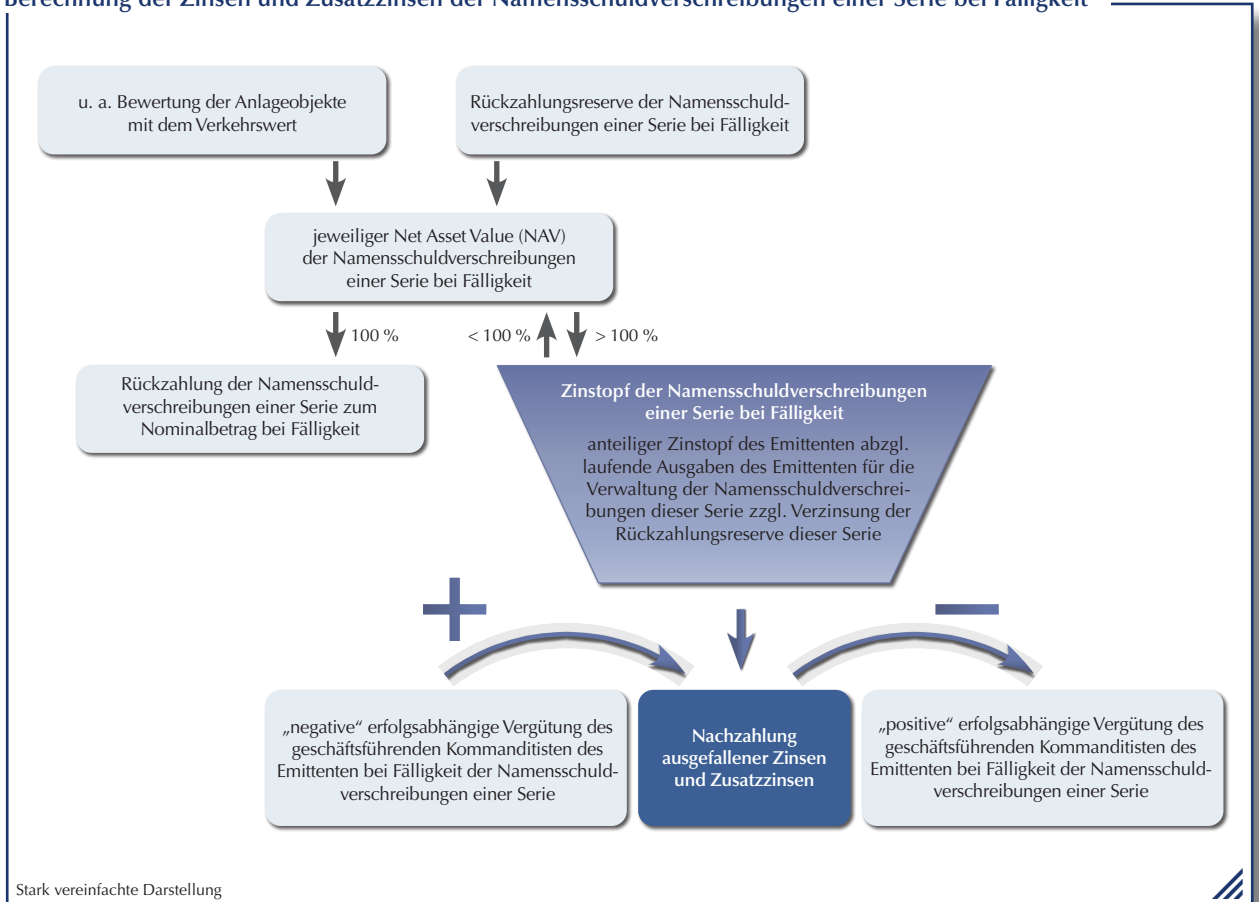 Berechnung der Zinsen und Zusatzzinsen der Namensschuldverschreibungen einer Serie bei Fälligkeit
u. a. Bewertung der Anlageobjekte
mit dem Verkehrswert
Rückzahlungsreserve der Namensschuld-
verschreibungen einer Serie bei Fälligkeit
jeweiliger Net Asset Value (NAV)
der Namensschuldverschreibungen
einer Serie bei Fälligkeit
100 %
< 100 %
> 100 %
Rückzahlung der Namensschuld-
verschreibungen einer Serie zum
Nominalbetrag bei Fälligkeit
Zinstopf der Namensschuldverschreibungen
einer Serie bei Fälligkeit
anteiliger Zinstopf des Emittenten abzgl.
laufende Ausgaben des Emittenten für die
Verwaltung der Namensschuldverschrei-
bungen dieser Serie zzgl. Verzinsung der
Rückzahlungsreserve dieser Serie
+
–
„negative“ erfolgsabhängige Vergütung des
geschäftsführenden Kommanditisten des
Emittenten bei Fälligkeit der Namensschuld-
verschreibungen einer Serie
Nachzahlung
ausgefallener Zinsen
und Zusatzzinsen
„positive“ erfolgsabhängige Vergütung des
geschäftsführenden Kommanditisten des
Emittenten bei Fälligkeit der Namensschuld-
verschreibungen einer Serie
Stark vereinfachte Darstellung